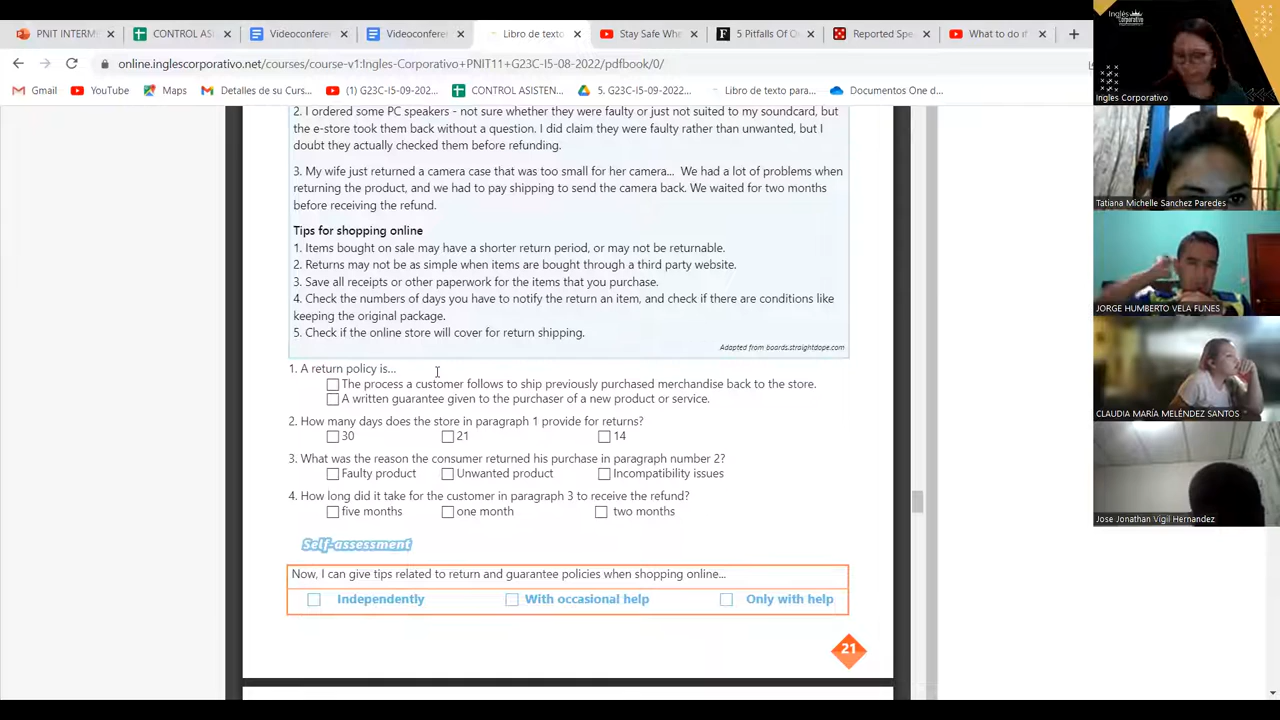 PNIT INTERM
CONTROL ASI
Videoconfere
Videoconfere
Libro de texto
Stay Safe Whe
5 Pitfalls Of O
Reported Spe
What to do if
online.inglescorporativo.net/courses/course-v1:Ingles-Corporativo+PNIT11+G23C-I5-08-2022/pdfbook/0/
Gmail
YouTube
Maps
Detalles de su Curs...
(1) G23C-I5-09-202...
CONTROL ASISTEN...
5. G23C-I5-09-2022...
Libro de texto para...
Documentos One d...
2. I ordered some PC speakers - not sure whether they were faulty or just not suited to my soundcard, but
the e-store took them back without a question. I did claim they were faulty rather than unwanted, but I
doubt they actually checked them before refunding.
3. My wife just returned a camera case that was too small for her camera... We had a lot of problems when
returning the product, and we had to pay shipping to send the camera back. We waited for two months
before receiving the refund.
Tips for shopping online
1. Items bought on sale may have a shorter return period, or may not be returnable.
2. Returns may not be as simple when items are bought through a third party website.
3. Save all receipts or other paperwork for the items that you purchase.
4. Check the numbers of days you have to notify the return an item, and check if there are conditions like
keeping the original package.
5. Check if the online store will cover for return shipping.
Adapted from boards.straightdope.com
1. A return policy is...
The process a customer follows to ship previously purchased merchandise back to the store.
A written guarantee given to the purchaser of a new product or service.
2. How many days does the store in paragraph 1 provide for returns?
30 21 14
3. What was the reason the consumer returned his purchase in paragraph number 2?
Faulty product Unwanted product Incompatibility issues
4. How long did it take for the customer in paragraph 3 to receive the refund?
five months one month two months
Self-assessment
Now, I can give tips related to return and guarantee policies when shopping online...
Independently With occasional help Only with help
21
Inglés
Corporativo
Ingles Corporativo
Tatiana Michelle Sanchez Paredes
JORGE HUMBERTO VELA FUNES
CLAUDIA MARÍA MELÉNDEZ SANTOS
Jose Jonathan Vigil Hernandez